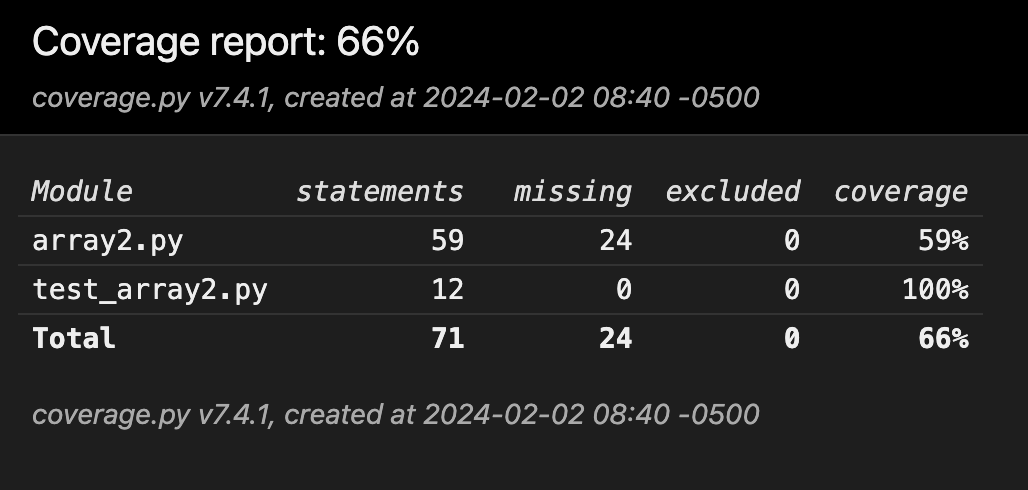 Coverage report: 66%
coverage.py v7.4.1, created at 2024-02-02 08:40 -0500
Module statements missing excluded coverage
array2.py 59 24 0 59%
test_array2.py 12 0 0 100%
Total 71 24 0 66%
coverage.py v7.4.1, created at 2024-02-02 08:40 -0500